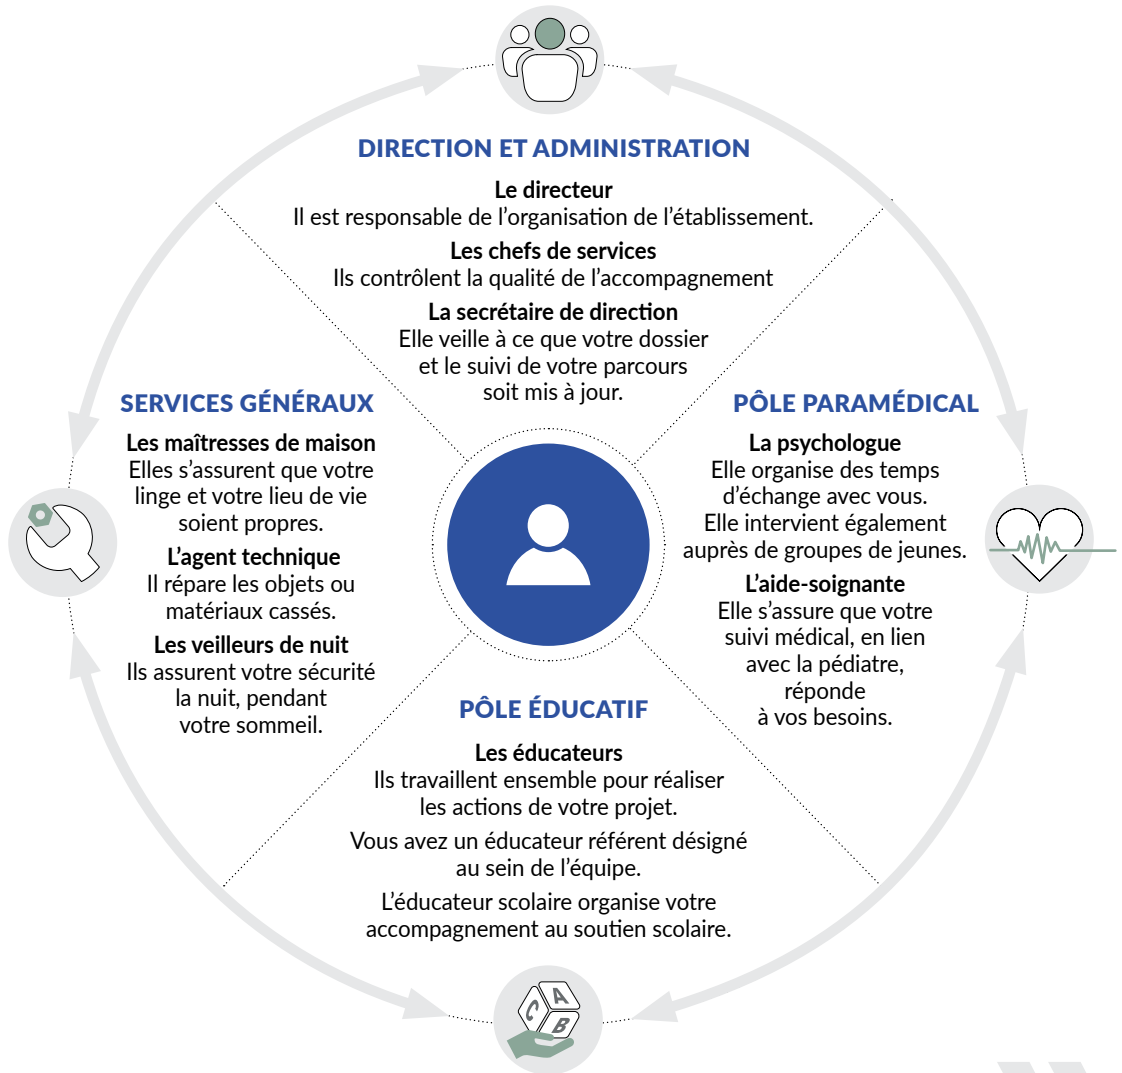 DIRECTION ET ADMINISTRATION
Le directeur
Il est responsable de l'organisation de l'établissement.
Les chefs de services
Ils contrôlent la qualité de l'accompagnement
La secrétaire de direction
Elle veille à ce que votre dossier
et le suivi de votre parcours
soit mis à jour.
SERVICES GÉNÉRAUX
Les maîtresses de maison
Elles s'assurent que votre
linge et votre lieu de vie
soient propres.
L'agent technique
Il répare les objets ou
matériaux cassés.
Les veilleurs de nuit
Ils assurent votre sécurité
la nuit, pendant
votre sommeil.
PÔLE PARAMÉDICAL
La psychologue
Elle organise des temps
d'échange avec vous.
Elle intervient également
auprès de groupes de jeunes.
L'aide-soignante
Elle s'assure que votre
suivi médical, en lien
avec la pédiatre,
réponde
à vos besoins.
PÔLE ÉDUCATIF
Les éducateurs
Ils travaillent ensemble pour réaliser
les actions de votre projet.
Vous avez un éducateur référent désigné
au sein de l'équipe.
L'éducateur scolaire organise votre
accompagnement au soutien scolaire.
A
C
B